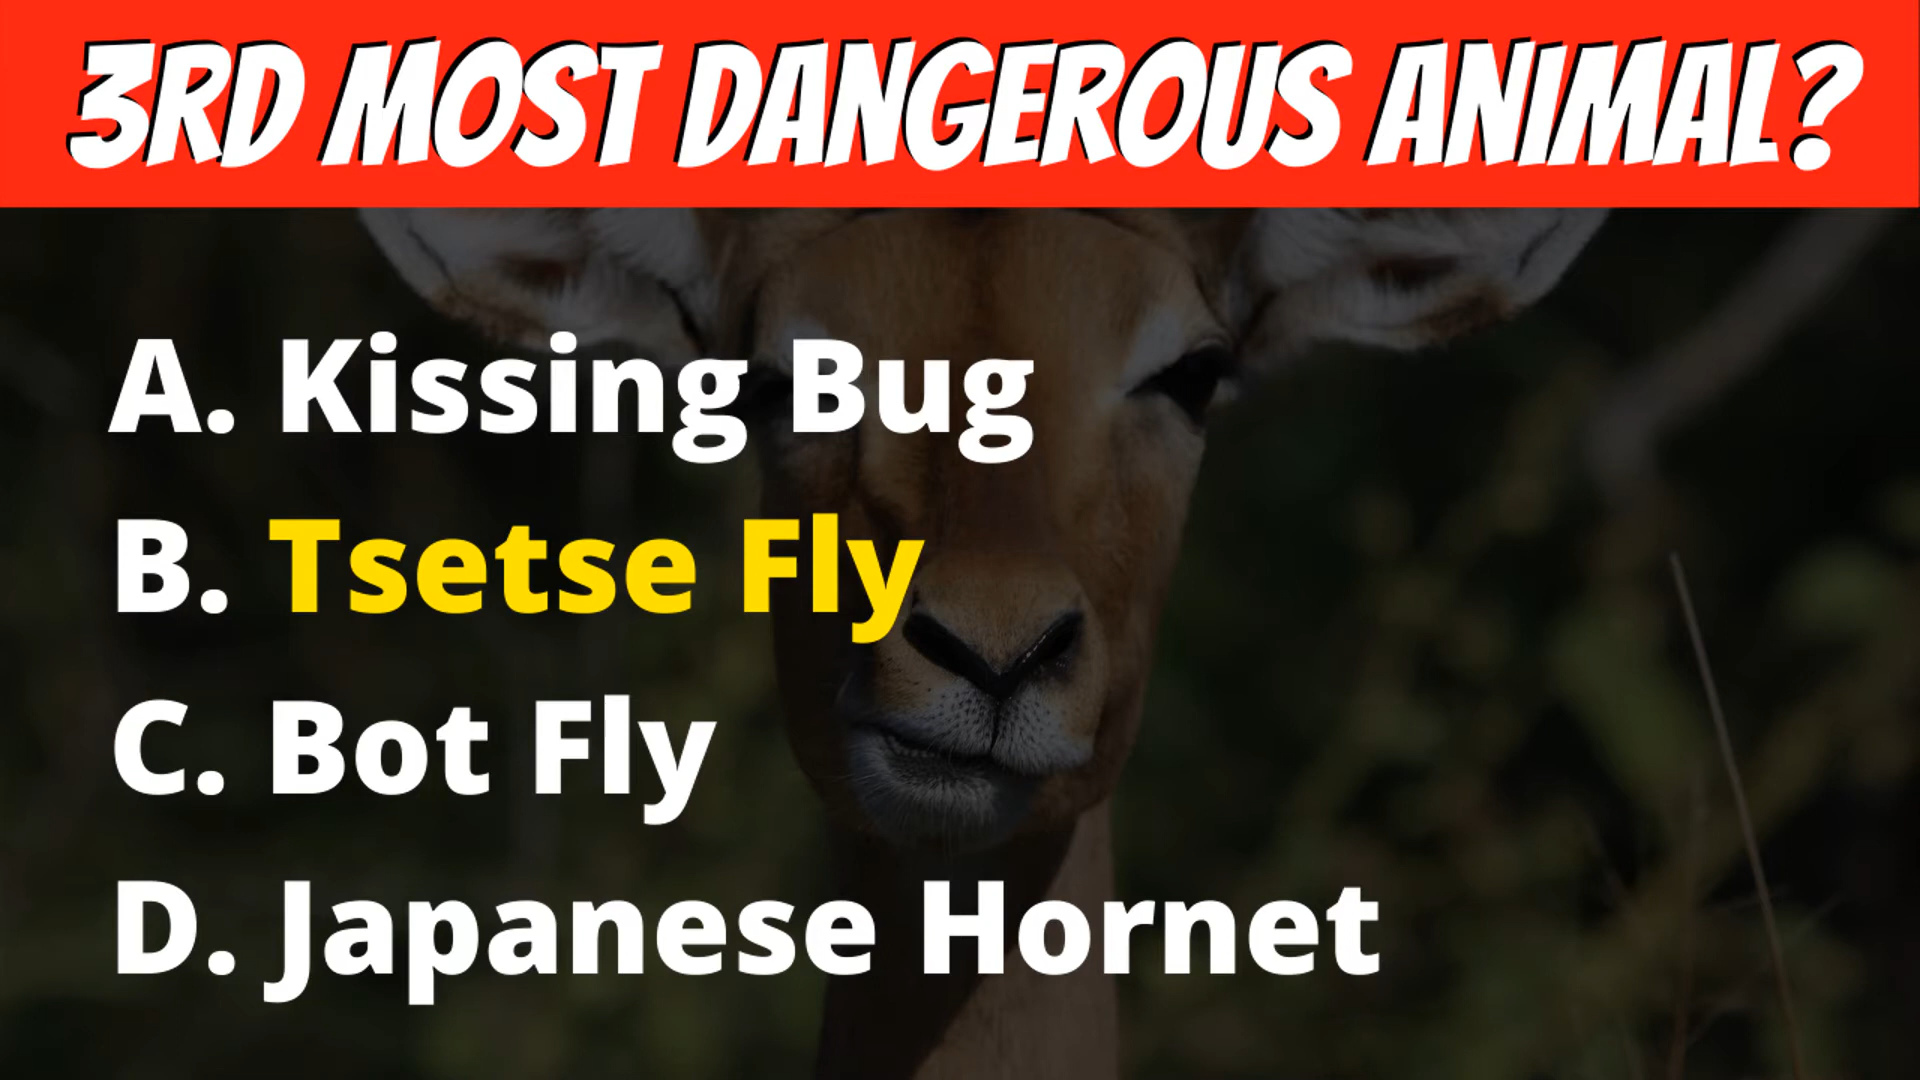 3RD MOST DANGEROUS ANIMAL?
A. Kissing Bug
B. Tsetse Fly
C. Bot Fly
D. Japanese Hornet